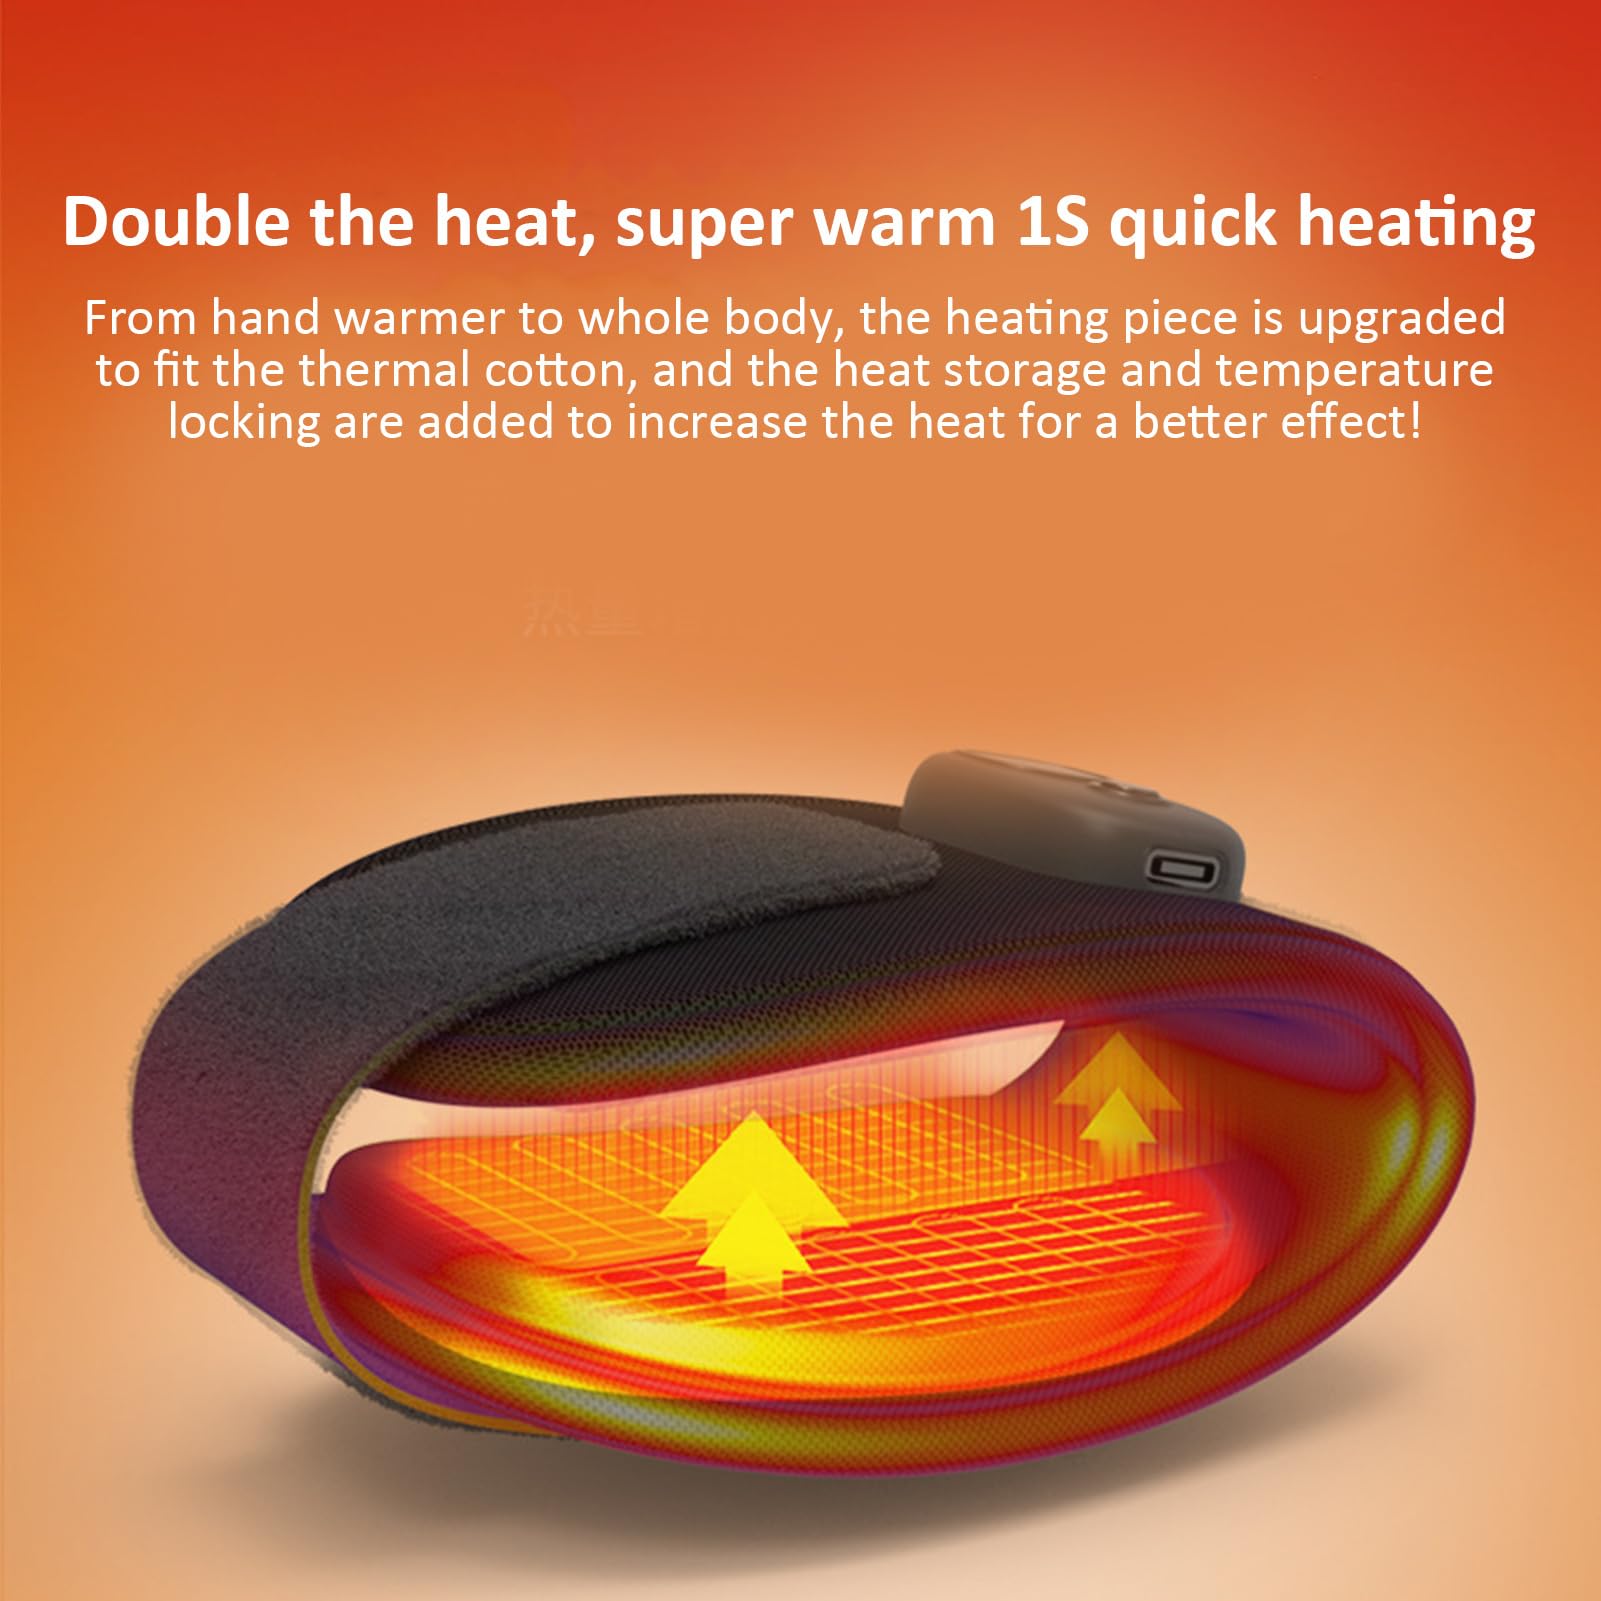 Double the heat, super warm 1S quick heating
From hand warmer to whole body, the heating piece is upgraded
to fit the thermal cotton, and the heat storage and temperature
locking are added to increase the heat for a better effect!
热量